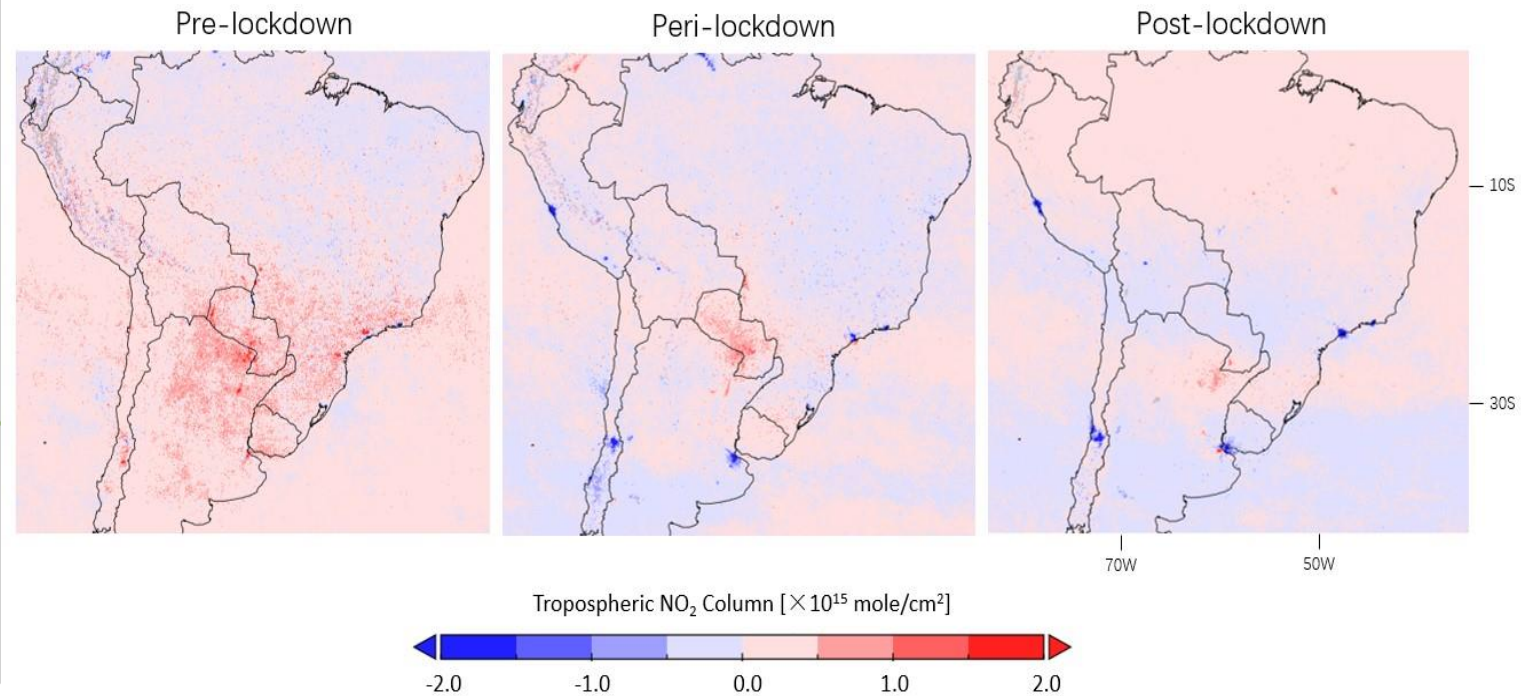 Pre-lockdown
Peri-lockdown
Post-lockdown
10S
30S
70W
50W
Tropospheric NO₂ Column [×10¹⁵ mole/cm²]
-2.0 -1.0 0.0 1.0 2.0